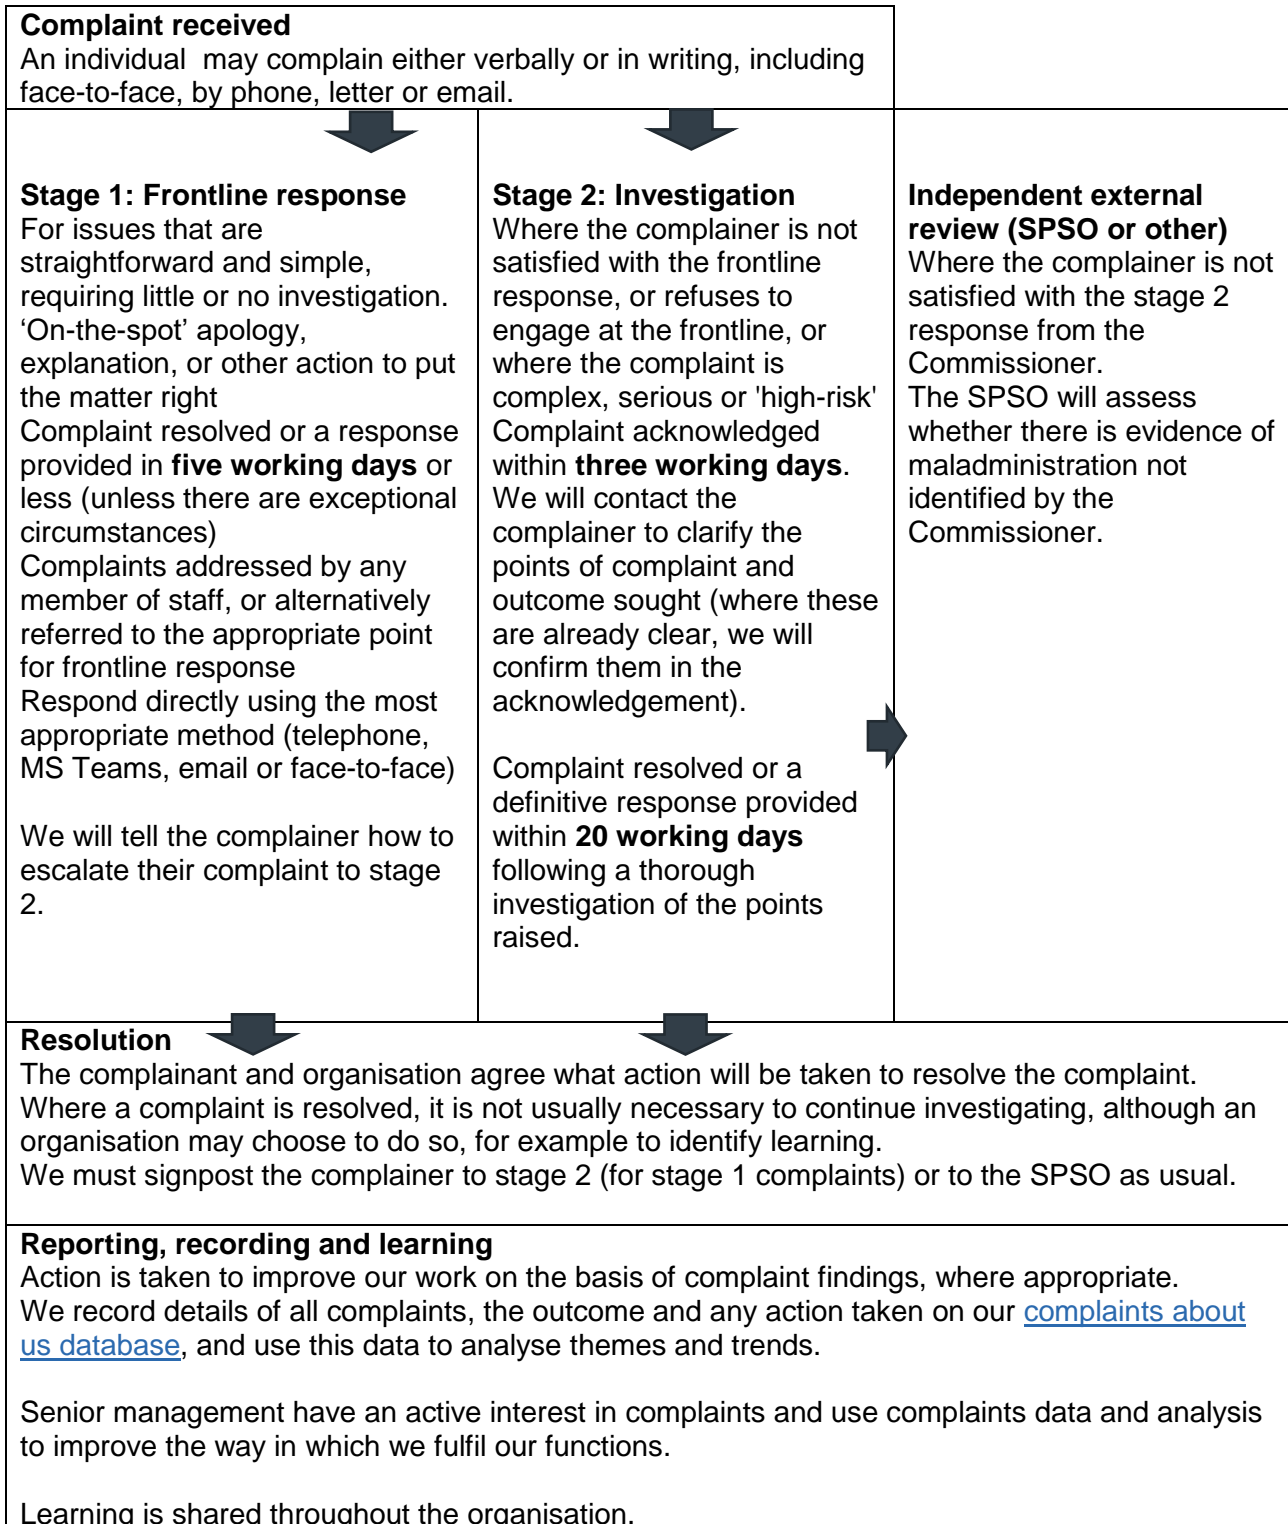 Complaint received
An individual  may complain either verbally or in writing, including
face-to-face, by phone, letter or email.
Stage 1: Frontline response
For issues that are
straightforward and simple,
requiring little or no investigation.
‘On-the-spot’ apology,
explanation, or other action to put
the matter right
Complaint resolved or a response
provided in five working days or
less (unless there are exceptional
circumstances)
Complaints addressed by any
member of staff, or alternatively
referred to the appropriate point
for frontline response
Respond directly using the most
appropriate method (telephone,
MS Teams, email or face-to-face)
We will tell the complainer how to
escalate their complaint to stage
2.
Stage 2: Investigation
Where the complainer is not
satisfied with the frontline
response, or refuses to
engage at the frontline, or
where the complaint is
complex, serious or 'high-risk'
Complaint acknowledged
within three working days.
We will contact the
complainer to clarify the
points of complaint and
outcome sought (where these
are already clear, we will
confirm them in the
acknowledgement).
Complaint resolved or a
definitive response provided
within 20 working days
following a thorough
investigation of the points
raised.
Independent external
review (SPSO or other)
Where the complainer is not
satisfied with the stage 2
response from the
Commissioner.
The SPSO will assess
whether there is evidence of
maladministration not
identified by the
Commissioner.
Resolution
The complainant and organisation agree what action will be taken to resolve the complaint.
Where a complaint is resolved, it is not usually necessary to continue investigating, although an
organisation may choose to do so, for example to identify learning.
We must signpost the complainer to stage 2 (for stage 1 complaints) or to the SPSO as usual.
Reporting, recording and learning
Action is taken to improve our work on the basis of complaint findings, where appropriate.
We record details of all complaints, the outcome and any action taken on our complaints about
us database, and use this data to analyse themes and trends.
Senior management have an active interest in complaints and use complaints data and analysis
to improve the way in which we fulfil our functions.
Learning is shared throughout the organisation.